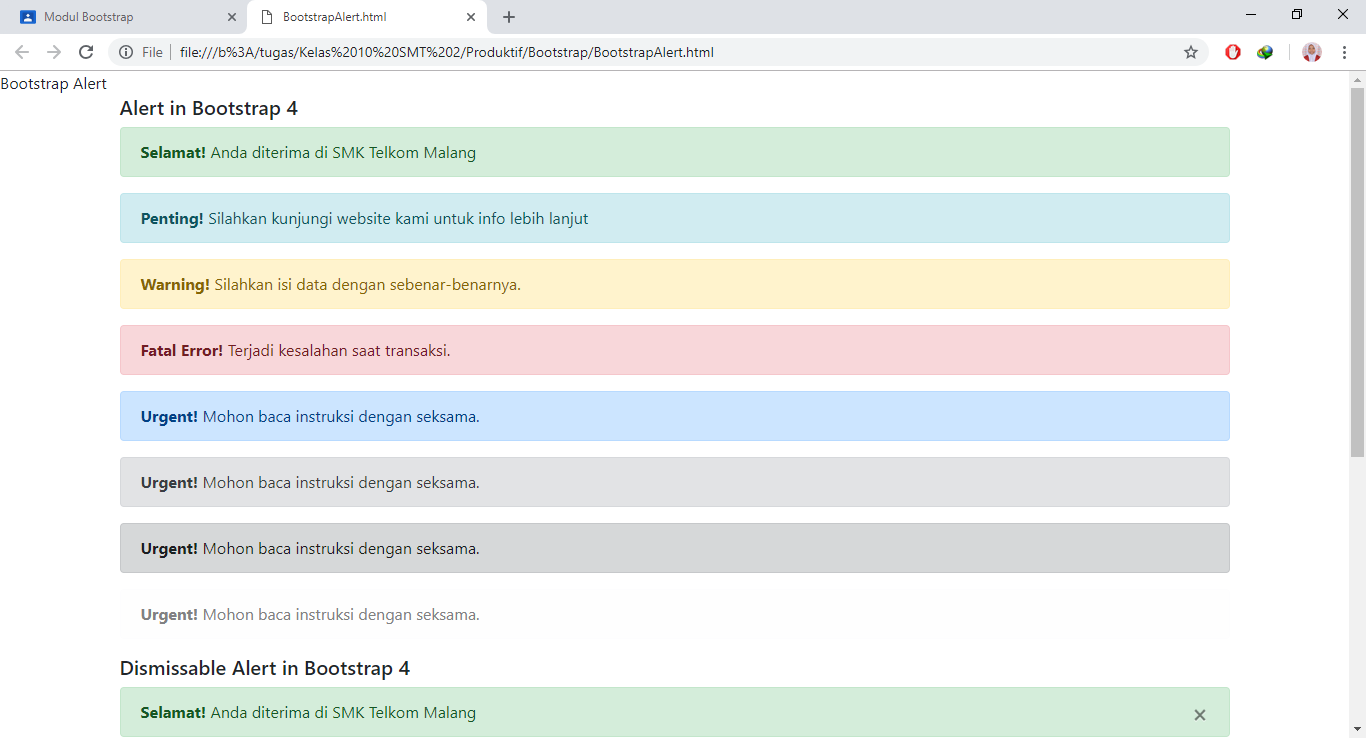 Modul Bootstrap
BootstrapAlert.html
File
file:///b%3A/tugas/Kelas%2010%20SMT%202/Produktif/Bootstrap/BootstrapAlert.html
Bootstrap Alert
Alert in Bootstrap 4
Selamat! Anda diterima di SMK Telkom Malang
Penting! Silahkan kunjungi website kami untuk info lebih lanjut
Warning! Silahkan isi data dengan sebenar-benarnya.
Fatal Error! Terjadi kesalahan saat transaksi.
Urgent! Mohon baca instruksi dengan seksama.
Urgent! Mohon baca instruksi dengan seksama.
Urgent! Mohon baca instruksi dengan seksama.
Urgent! Mohon baca instruksi dengan seksama.
Dismissable Alert in Bootstrap 4
Selamat! Anda diterima di SMK Telkom Malang ×